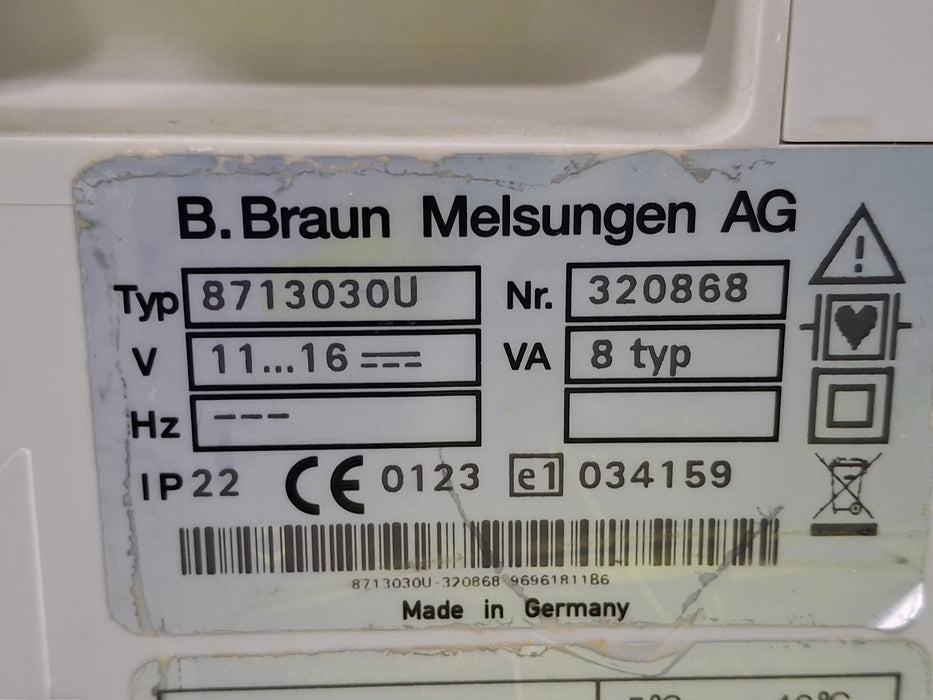 B. Braun Melsungen AG
Typ 8713030U Nr. 320868
V 11...16 VA 8 typ
Hz ---
IP22 CE 0123 e1 034159
8713030U-320868
Made in Germany